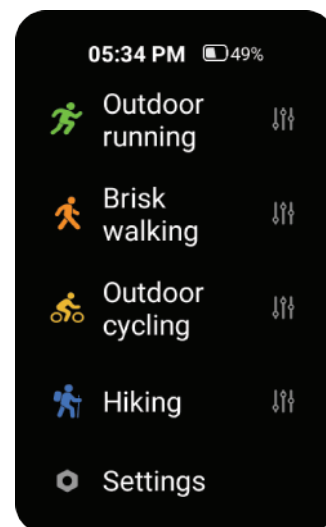 05:34 PM 49%
Outdoor
running
Brisk
walking
Outdoor
cycling
Hiking
Settings